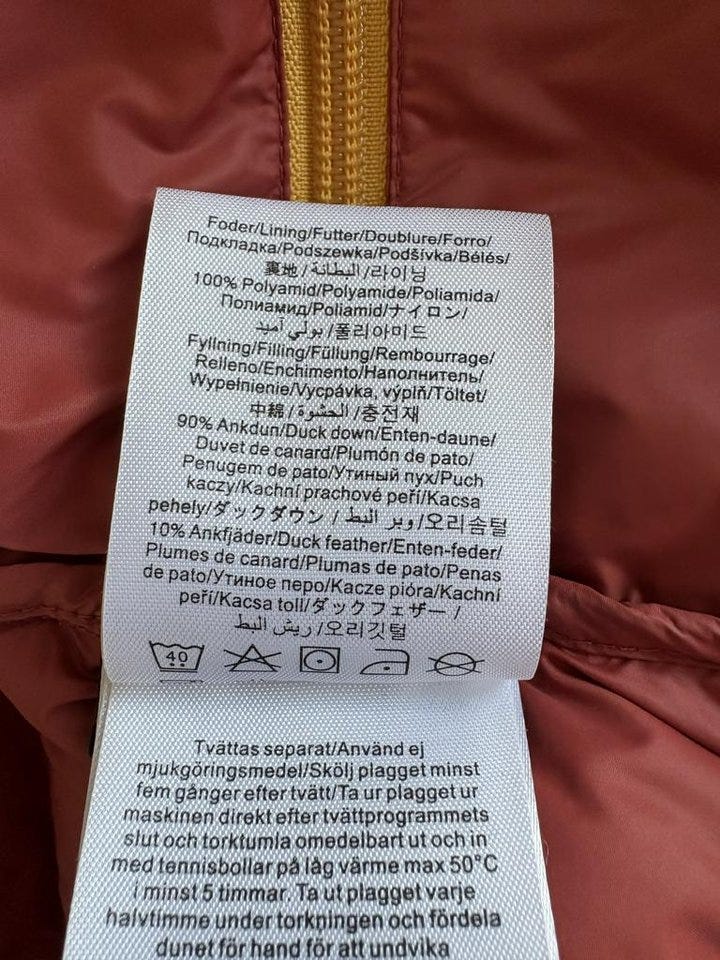 Foder/Lining/Futter/Doublure/Forro/
Подкладка/Podszewka/Podšívka/Bélés/
裏地/البطانة/라이닝
100% Polyamid/Polyamide/Poliamida/
Полиамид/Poliamid/ナイロン/
بولي أميد/폴리아미드
Fyllning/Filling/Füllung/Rembourrage/
Relleno/Enchimento/Наполнитель/
Wypełnienie/Vycpávka, výplň/Töltet/
中綿/الحشوة/충전재
90% Ankdun/Duck down/Enten-daune/
Duvet de canard/Plumón de pato/
Penugem de pato/Утиный пух/Puch
kaczy/Kachní prachové peří/Kacsa
pehely/ダックダウン / وبر البط/오리솜털
10% Ankfjäder/Duck feather/Enten-feder/
Plumes de canard/Plumas de pato/Penas
de pato/Утиное перо/Kacze pióra/Kachní
peří/Kacsa toll/ダックフェザー /
ريش البط/오리깃털
40
Tvättas separat/Använd ej
mjukgöringsmedel/Skölj plagget minst
fem gånger efter tvätt/Ta ur plagget ur
maskinen direkt efter tvättprogrammets
slut och torktumla omedelbart ut och in
med tennisbollar på låg värme max 50°C
i minst 5 timmar. Ta ut plagget varje
halvtimme under torkningen och fördela
dunet för hand för att undvika